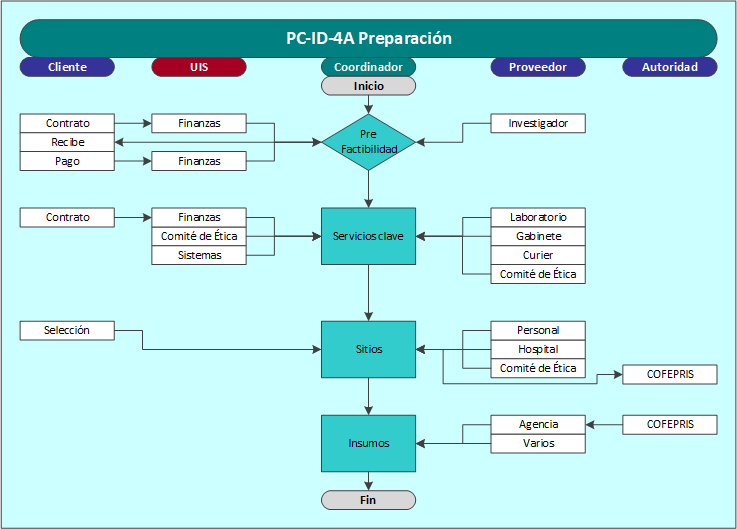 PC-ID-4A Preparación
Cliente UIS Coordinador Proveedor Autoridad
Inicio
Contrato Finanzas Investigador
Recibe
Pre
Factibilidad
Pago Finanzas
Contrato Finanzas Laboratorio
Comité de Ética Servicios clave Gabinete
Sistemas Curier
Comité de Ética
Selección Personal
Sitios Hospital
Comité de Ética COFEPRIS
Agencia COFEPRIS
Insumos Varios
Fin